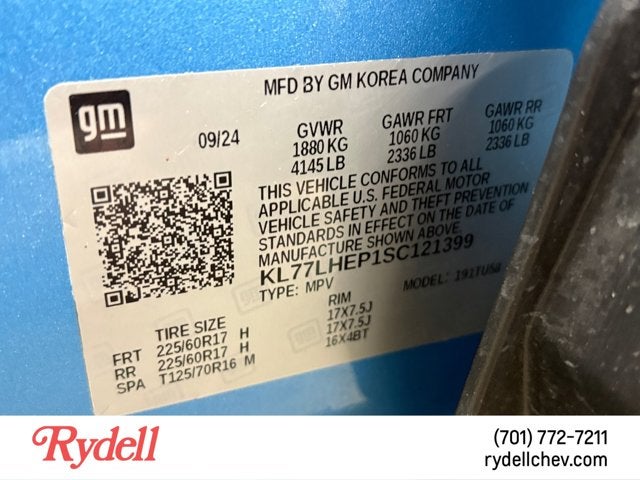 MFD BY GM KOREA COMPANY
gm
09/24
GVWR GAWR FRT GAWR RR
1880 KG 1060 KG 1060 KG
4145 LB 2336 LB 2336 LB
THIS VEHICLE CONFORMS TO ALL
APPLICABLE U.S. FEDERAL MOTOR
VEHICLE SAFETY AND THEFT PREVENTION
STANDARDS IN EFFECT ON THE DATE OF
MANUFACTURE SHOWN ABOVE.
KL77LHEP1SC121399
TYPE: MPV MODEL: 191TU58
TIRE SIZE RIM
FRT 225/60R17 H 17X7.5J
RR 225/60R17 H 17X7.5J
SPA T125/70R16 M 16X4BT
Rydell
(701) 772-7211
rydellchev.com